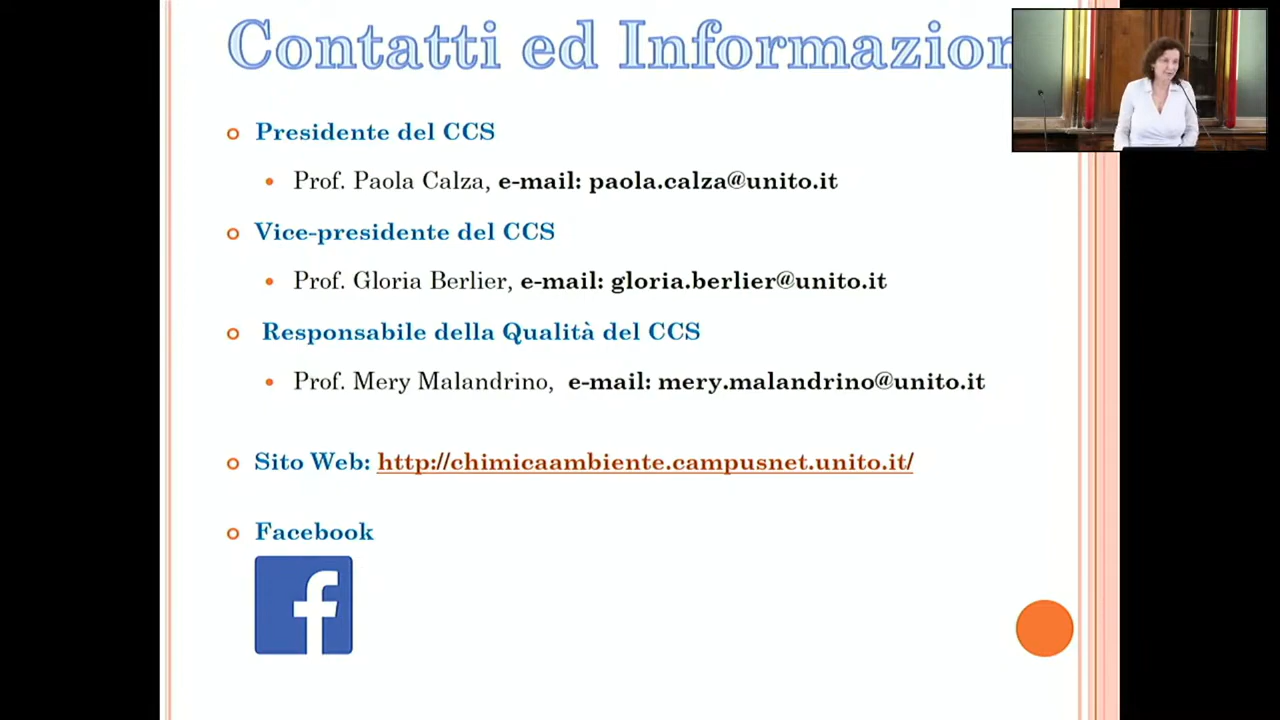 Contatti ed Informazion
Presidente del CCS
Prof. Paola Calza, e-mail: paola.calza@unito.it
Vice-presidente del CCS
Prof. Gloria Berlier, e-mail: gloria.berlier@unito.it
Responsabile della Qualità del CCS
Prof. Mery Malandrino, e-mail: mery.malandrino@unito.it
Sito Web: http://chimicaambiente.campusnet.unito.it/
Facebook
f